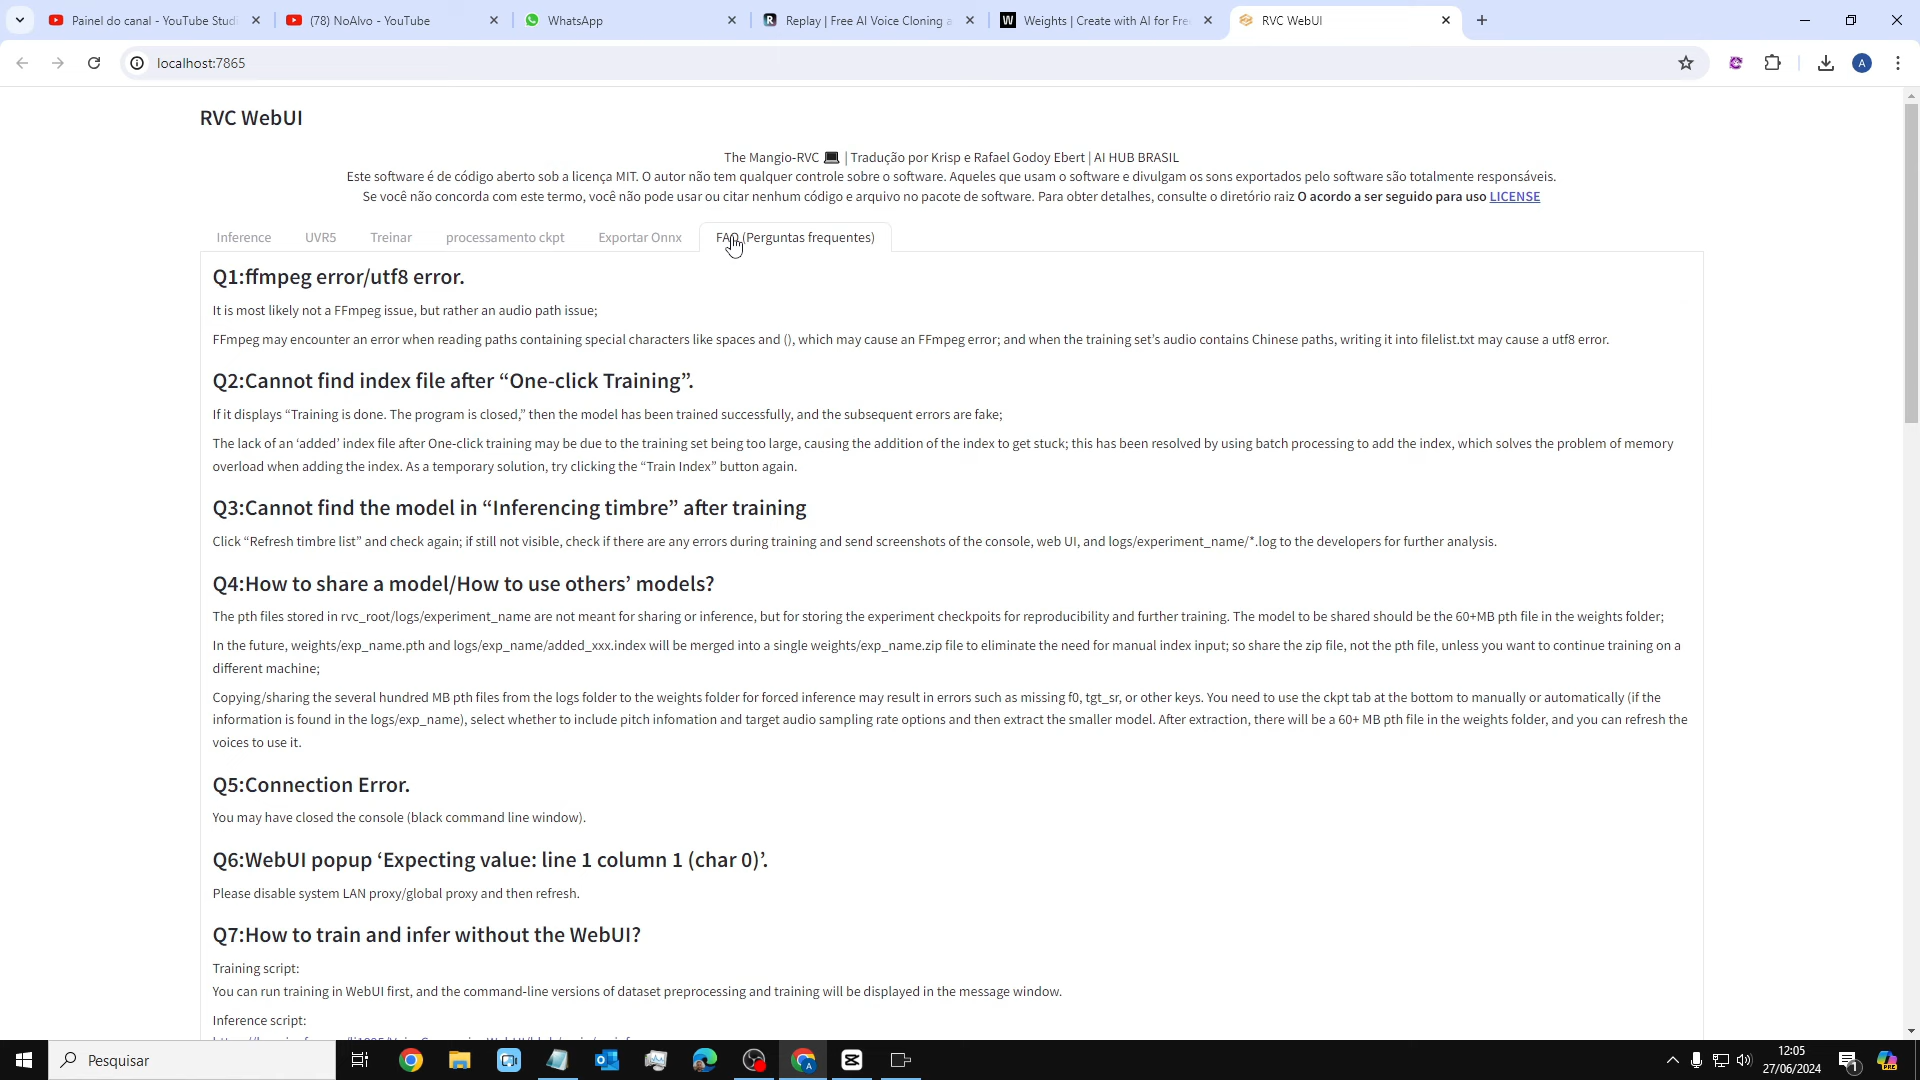 Painel do canal - YouTube Studi
(78) NoAlvo - YouTube
WhatsApp
Replay | Free AI Voice Cloning a
Weights | Create with AI for Fre
RVC WebUI
localhost:7865
A
RVC WebUI
The Mangio-RVC 💻 | Tradução por Krisp e Rafael Godoy Ebert | AI HUB BRASIL
Este software é de código aberto sob a licença MIT. O autor não tem qualquer controle sobre o software. Aqueles que usam o software e divulgam os sons exportados pelo software são totalmente responsáveis.
Se você não concorda com este termo, você não pode usar ou citar nenhum código e arquivo no pacote de software. Para obter detalhes, consulte o diretório raiz O acordo a ser seguido para uso LICENSE
Inference
UVR5
Treinar
processamento ckpt
Exportar Onnx
FAQ (Perguntas frequentes)
Q1:ffmpeg error/utf8 error.
It is most likely not a FFmpeg issue, but rather an audio path issue;
FFmpeg may encounter an error when reading paths containing special characters like spaces and (), which may cause an FFmpeg error; and when the training set's audio contains Chinese paths, writing it into filelist.txt may cause a utf8 error.
Q2:Cannot find index file after “One-click Training”.
If it displays “Training is done. The program is closed,” then the model has been trained successfully, and the subsequent errors are fake;
The lack of an ‘added’ index file after One-click training may be due to the training set being too large, causing the addition of the index to get stuck; this has been resolved by using batch processing to add the index, which solves the problem of memory
overload when adding the index. As a temporary solution, try clicking the “Train Index” button again.
Q3:Cannot find the model in “Inferencing timbre” after training
Click “Refresh timbre list” and check again; if still not visible, check if there are any errors during training and send screenshots of the console, web UI, and logs/experiment_name/*.log to the developers for further analysis.
Q4:How to share a model/How to use others’ models?
The pth files stored in rvc_root/logs/experiment_name are not meant for sharing or inference, but for storing the experiment checkpoits for reproducibility and further training. The model to be shared should be the 60+MB pth file in the weights folder;
In the future, weights/exp_name.pth and logs/exp_name/added_xxx.index will be merged into a single weights/exp_name.zip file to eliminate the need for manual index input; so share the zip file, not the pth file, unless you want to continue training on a
different machine;
Copying/sharing the several hundred MB pth files from the logs folder to the weights folder for forced inference may result in errors such as missing f0, tgt_sr, or other keys. You need to use the ckpt tab at the bottom to manually or automatically (if the
information is found in the logs/exp_name), select whether to include pitch infomation and target audio sampling rate options and then extract the smaller model. After extraction, there will be a 60+ MB pth file in the weights folder, and you can refresh the
voices to use it.
Q5:Connection Error.
You may have closed the console (black command line window).
Q6:WebUI popup ‘Expecting value: line 1 column 1 (char 0)’.
Please disable system LAN proxy/global proxy and then refresh.
Q7:How to train and infer without the WebUI?
Training script:
You can run training in WebUI first, and the command-line versions of dataset preprocessing and training will be displayed in the message window.
Inference script:
Pesquisar
12:05
27/06/2024
1